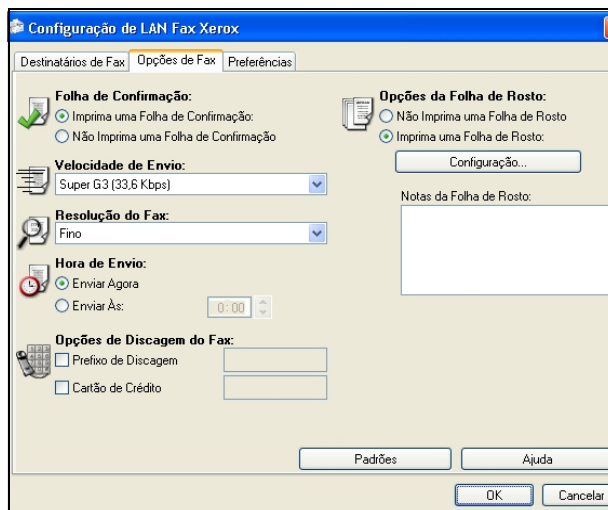 Configuração de LAN Fax Xerox
Destinatários de Fax
Opções de Fax
Preferências
Folha de Confirmação:
Imprima uma Folha de Confirmação:
Não Imprima uma Folha de Confirmação
Velocidade de Envio:
Super G3 (33,6 Kbps)
Resolução do Fax:
Fino
Hora de Envio:
Enviar Agora
Enviar Às:
0:00
Opções de Discagem do Fax:
Prefixo de Discagem
Cartão de Crédito
Opções da Folha de Rosto:
Não Imprima uma Folha de Rosto
Imprima uma Folha de Rosto:
Configuração...
Notas da Folha de Rosto:
Padrões
Ajuda
OK
Cancelar